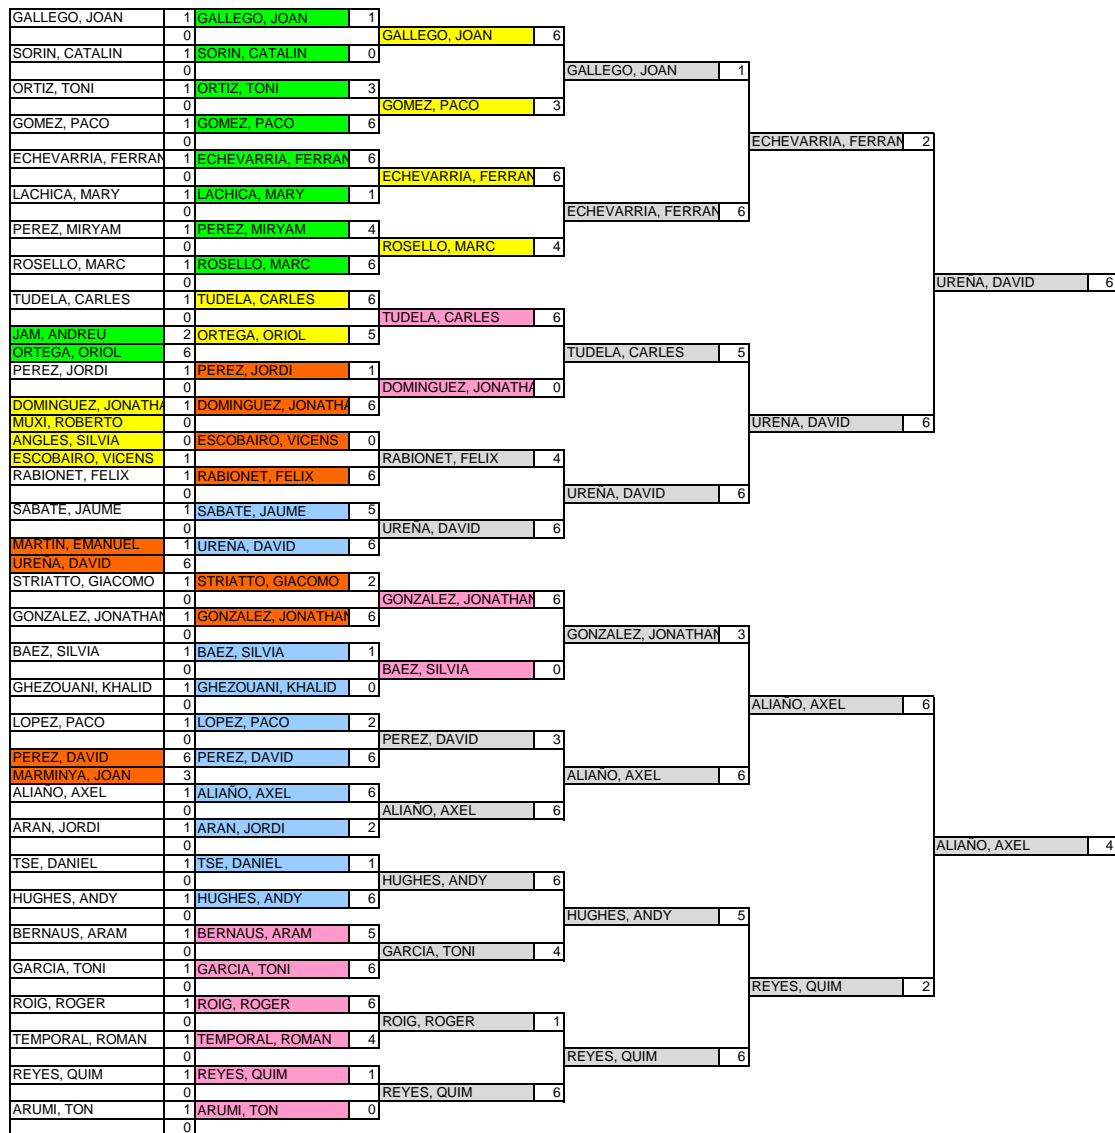 GALLEGO, JOAN 1 GALLEGO, JOAN 1
0 GALLEGO, JOAN 6
SORIN, CATALIN 1 SORIN, CATALIN 0
0 GALLEGO, JOAN 1
ORTIZ, TONI 1 ORTIZ, TONI 3
0 GOMEZ, PACO 3
GOMEZ, PACO 1 GOMEZ, PACO 6
0 ECHEVARRIA, FERRAN 2
ECHEVARRIA, FERRAN 1 ECHEVARRIA, FERRAN 6
0 ECHEVARRIA, FERRAN 6
LACHICA, MARY 1 LACHICA, MARY 1
0 ECHEVARRIA, FERRAN 6
PEREZ, MIRYAM 1 PEREZ, MIRYAM 4
0 ROSELLO, MARC 4
ROSELLO, MARC 1 ROSELLO, MARC 6
0 UREÑA, DAVID 6
TUDELA, CARLES 1 TUDELA, CARLES 6
0 TUDELA, CARLES 6
JAM, ANDREU 2 ORTEGA, ORIOL 5
ORTEGA, ORIOL 6 TUDELA, CARLES 5
PEREZ, JORDI 1 PEREZ, JORDI 1
0 DOMINGUEZ, JONATHA 0
DOMINGUEZ, JONATHA 1 DOMINGUEZ, JONATHA 6
MUXI, ROBERTO 0 UREÑA, DAVID 6
ANGLES, SILVIA 0 ESCOBAIRO, VICENS 0
ESCOBAIRO, VICENS 1 RABIONET, FELIX 4
RABIONET, FELIX 1 RABIONET, FELIX 6
0 UREÑA, DAVID 6
SABATE, JAUME 1 SABATE, JAUME 5
0 UREÑA, DAVID 6
MARTIN, EMANUEL 1 UREÑA, DAVID 6
UREÑA, DAVID 6
STRIATTO, GIACOMO 1 STRIATTO, GIACOMO 2
0 GONZALEZ, JONATHAN 6
GONZALEZ, JONATHAN 1 GONZALEZ, JONATHAN 6
0 GONZALEZ, JONATHAN 3
BAEZ, SILVIA 1 BAEZ, SILVIA 1
0 BAEZ, SILVIA 0
GHEZOUANI, KHALID 1 GHEZOUANI, KHALID 0
0 ALIAÑO, AXEL 6
LOPEZ, PACO 1 LOPEZ, PACO 2
0 PEREZ, DAVID 3
PEREZ, DAVID 6 PEREZ, DAVID 6
MARMINYA, JOAN 3 ALIAÑO, AXEL 6
ALIAÑO, AXEL 1 ALIAÑO, AXEL 6
0 ALIAÑO, AXEL 6
ARAN, JORDI 1 ARAN, JORDI 2
0 ALIAÑO, AXEL 4
TSE, DANIEL 1 TSE, DANIEL 1
0 HUGHES, ANDY 6
HUGHES, ANDY 1 HUGHES, ANDY 6
0 HUGHES, ANDY 5
BERNAUS, ARAM 1 BERNAUS, ARAM 5
0 GARCIA, TONI 4
GARCIA, TONI 1 GARCIA, TONI 6
0 REYES, QUIM 2
ROIG, ROGER 1 ROIG, ROGER 6
0 ROIG, ROGER 1
TEMPORAL, ROMAN 1 TEMPORAL, ROMAN 4
0 REYES, QUIM 6
REYES, QUIM 1 REYES, QUIM 1
0 REYES, QUIM 6
ARUMI, TON 1 ARUMI, TON 0
0